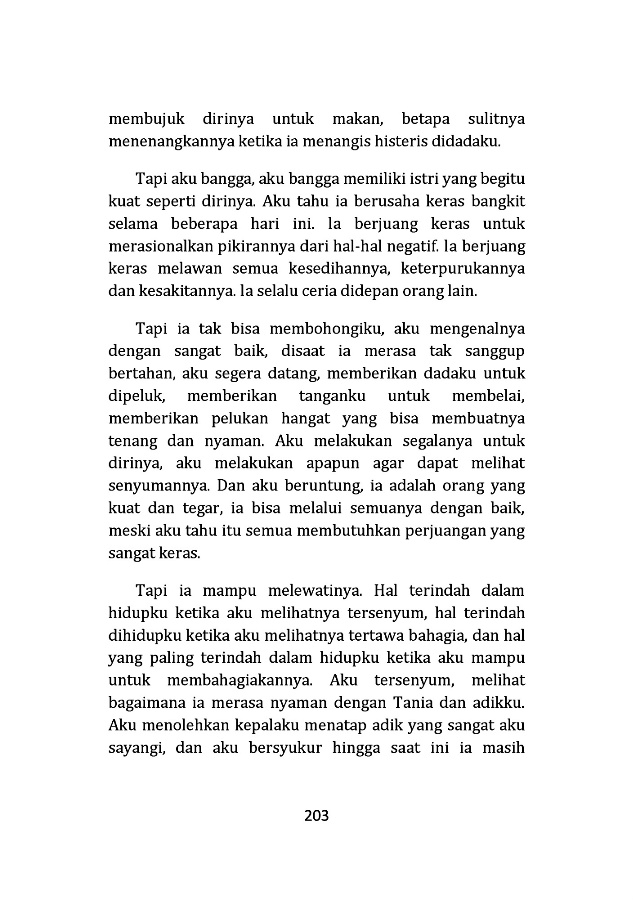 membujuk dirinya untuk makan, betapa sulitnya
menenangkannya ketika ia menangis histeris didadaku.
Tapi aku bangga, aku bangga memiliki istri yang begitu
kuat seperti dirinya. Aku tahu ia berusaha keras bangkit
selama beberapa hari ini. Ia berjuang keras untuk
merasionalkan pikirannya dari hal-hal negatif. Ia berjuang
keras melawan semua kesedihannya, keterpurukannya
dan kesakitannya. Ia selalu ceria didepan orang lain.
Tapi ia tak bisa membohongiku, aku mengenalnya
dengan sangat baik, disaat ia merasa tak sanggup
bertahan, aku segera datang, memberikan dadaku untuk
dipeluk, memberikan tanganku untuk membelai,
memberikan pelukan hangat yang bisa membuatnya
tenang dan nyaman. Aku melakukan segalanya untuk
dirinya, aku melakukan apapun agar dapat melihat
senyumannya. Dan aku beruntung, ia adalah orang yang
kuat dan tegar, ia bisa melalui semuanya dengan baik,
meski aku tahu itu semua membutuhkan perjuangan yang
sangat keras.
Tapi ia mampu melewatinya. Hal terindah dalam
hidupku ketika aku melihatnya tersenyum, hal terindah
dihidupku ketika aku melihatnya tertawa bahagia, dan hal
yang paling terindah dalam hidupku ketika aku mampu
untuk membahagiakannya. Aku tersenyum, melihat
bagaimana ia merasa nyaman dengan Tania dan adikku.
Aku menolehkan kepalaku menatap adik yang sangat aku
sayangi, dan aku bersyukur hingga saat ini ia masih
203